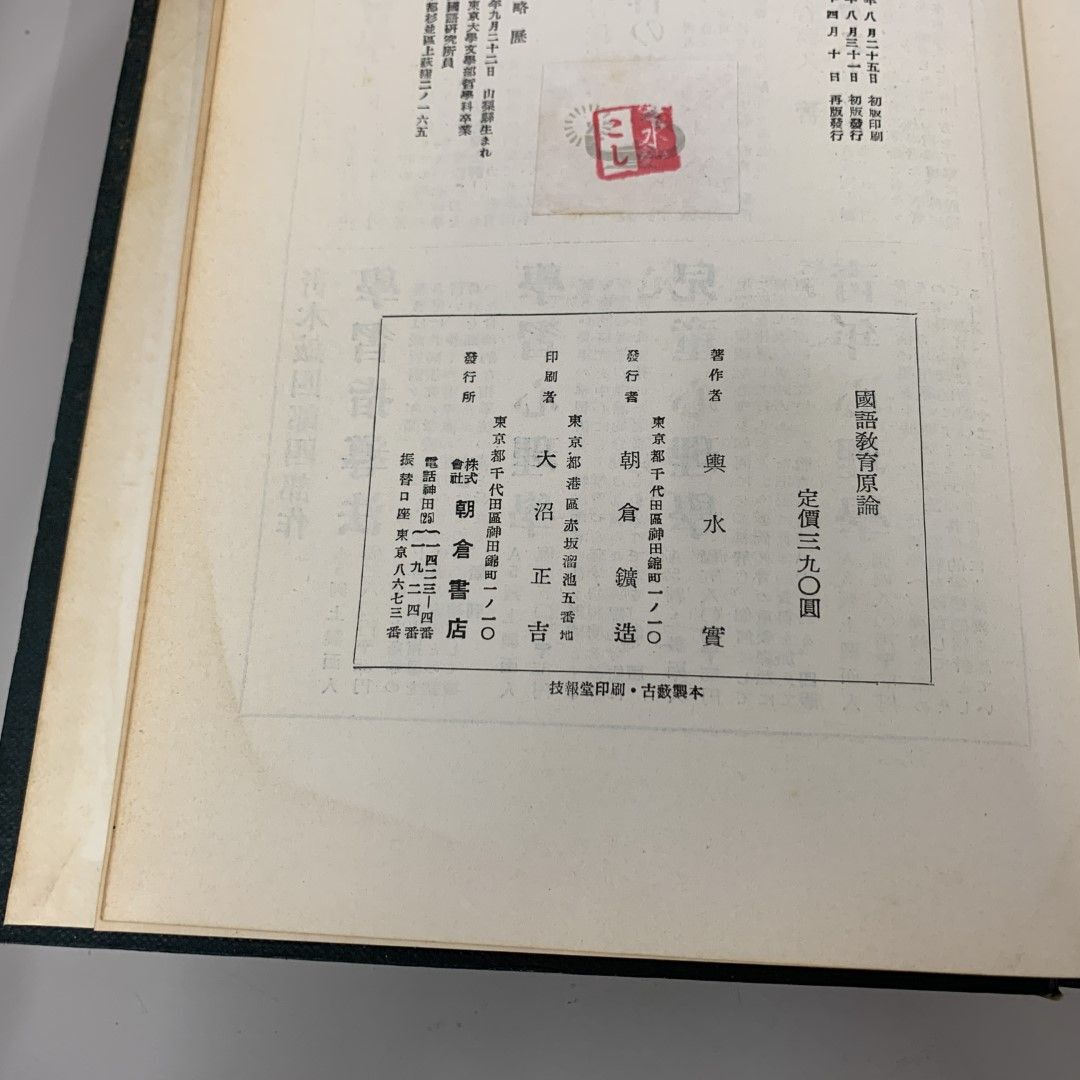 年八月二十五日 初版印刷
年八月三十一日 初版發行
十四月十日 再版發行
略歷
年九月二十二日 山梨縣生まれ
東京大學文學部哲學科卒業
國語研究所員
都杉並區上荻窪二ノ一六五
國語教育原論
定價三九〇圓
著作者 輿水實
東京都千代田區神田錦町一ノ一〇
發行者 朝倉鑛造
東京都港區赤坂溜池五番地
印刷者 大沼正吉
東京都千代田區神田錦町一ノ一〇
發行所 株式會社 朝倉書店
電話神田(25){一四二三—四番
一九二四番
振替口座 東京八六七三番
技報堂印刷・古藪製本